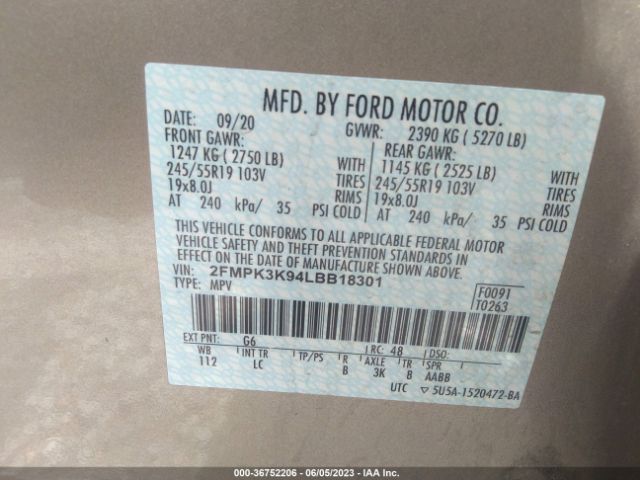 MFD. BY FORD MOTOR CO.
DATE: 09/20 GVWR: 2390 KG ( 5270 LB)
FRONT GAWR: REAR GAWR:
1247 KG ( 2750 LB) WITH 1145 KG ( 2525 LB) WITH
245/55R19 103V TIRES 245/55R19 103V TIRES
19x8.0J RIMS 19x8.0J RIMS
AT 240 kPa/ 35 PSI COLD AT 240 kPa/ 35 PSI COLD
THIS VEHICLE CONFORMS TO ALL APPLICABLE FEDERAL MOTOR
VEHICLE SAFETY AND THEFT PREVENTION STANDARDS IN
EFFECT ON THE DATE OF MANUFACTURE SHOWN ABOVE.
VIN: 2FMPK3K94LBB18301
TYPE: MPV
F0091
T0263
EXT PNT: G6 RC: 48 DSO:
WB INT TR TP/PS R AXLE TR SPR
112 LC B 3K B AABB
UTC ▽ 5U5A-1520472-BA
000-36752206 - 06/05/2023 - IAA Inc.